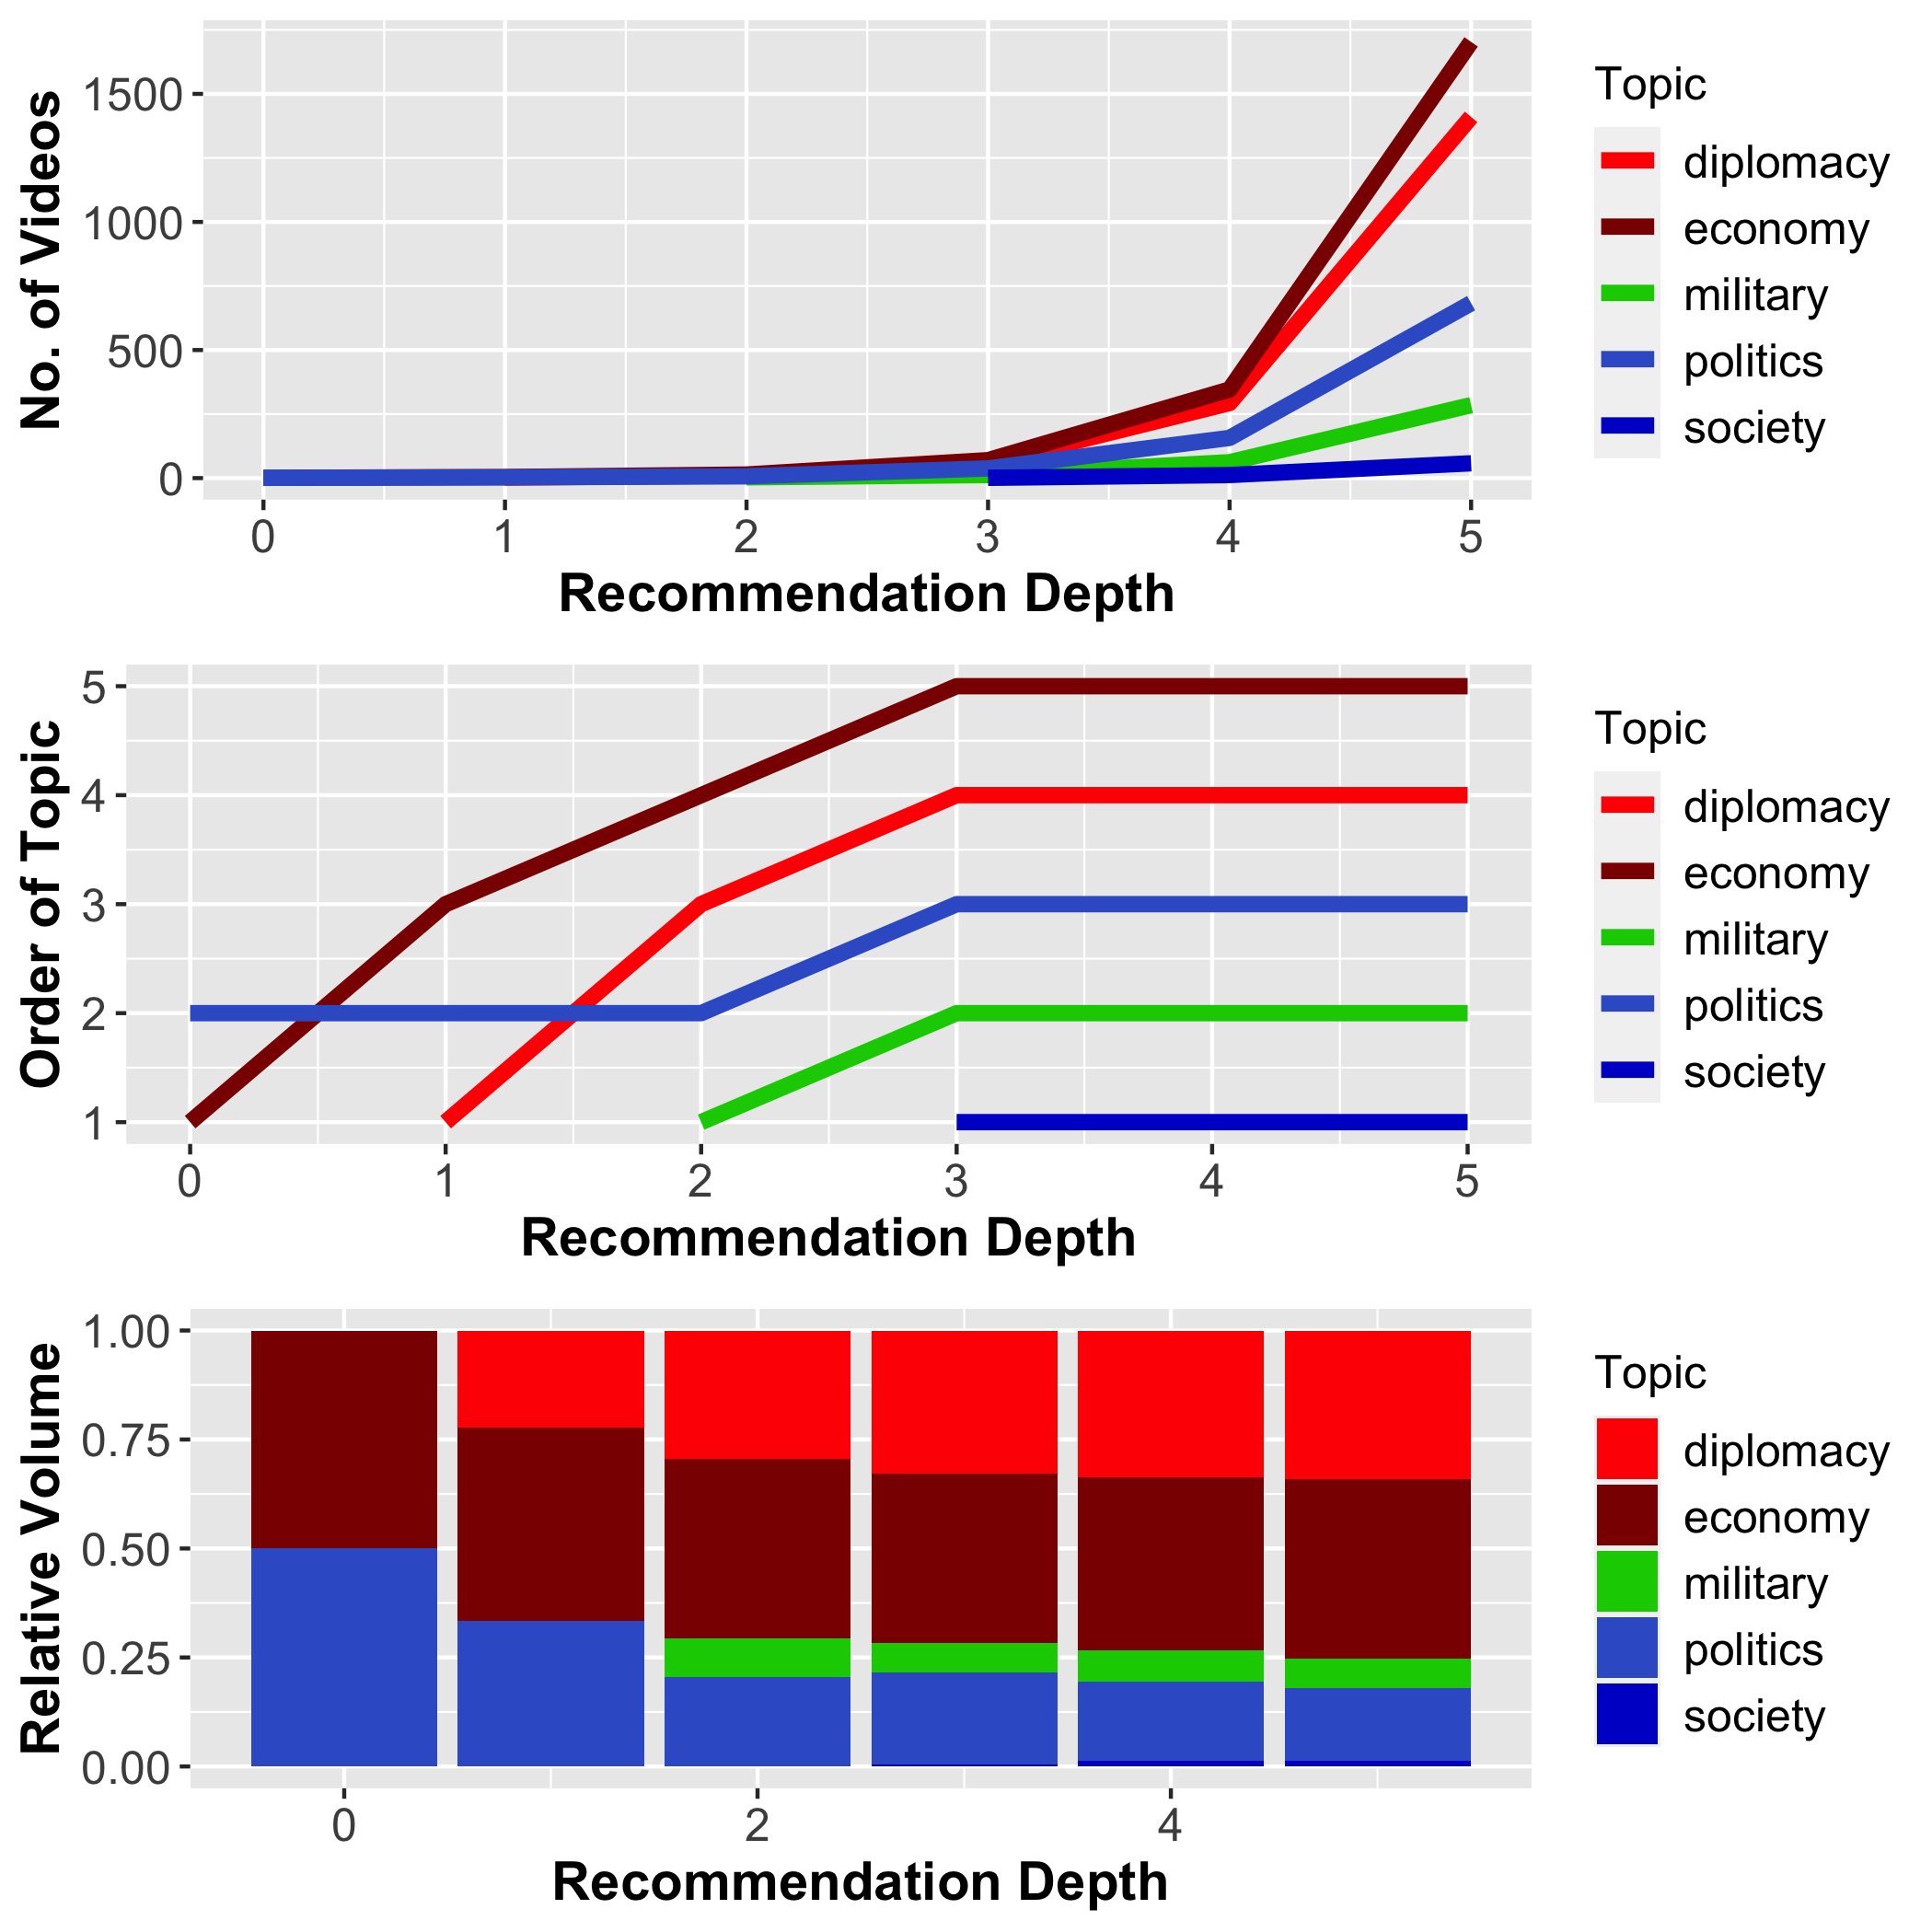 No. of Videos
1500
1000
500
0
0 1 2 3 4 5
Recommendation Depth
Topic
diplomacy
economy
military
politics
society
Order of Topic
5
4
3
2
1
0 1 2 3 4 5
Recommendation Depth
Topic
diplomacy
economy
military
politics
society
Relative Volume
1.00
0.75
0.50
0.25
0.00
0 2 4
Recommendation Depth
Topic
diplomacy
economy
military
politics
society